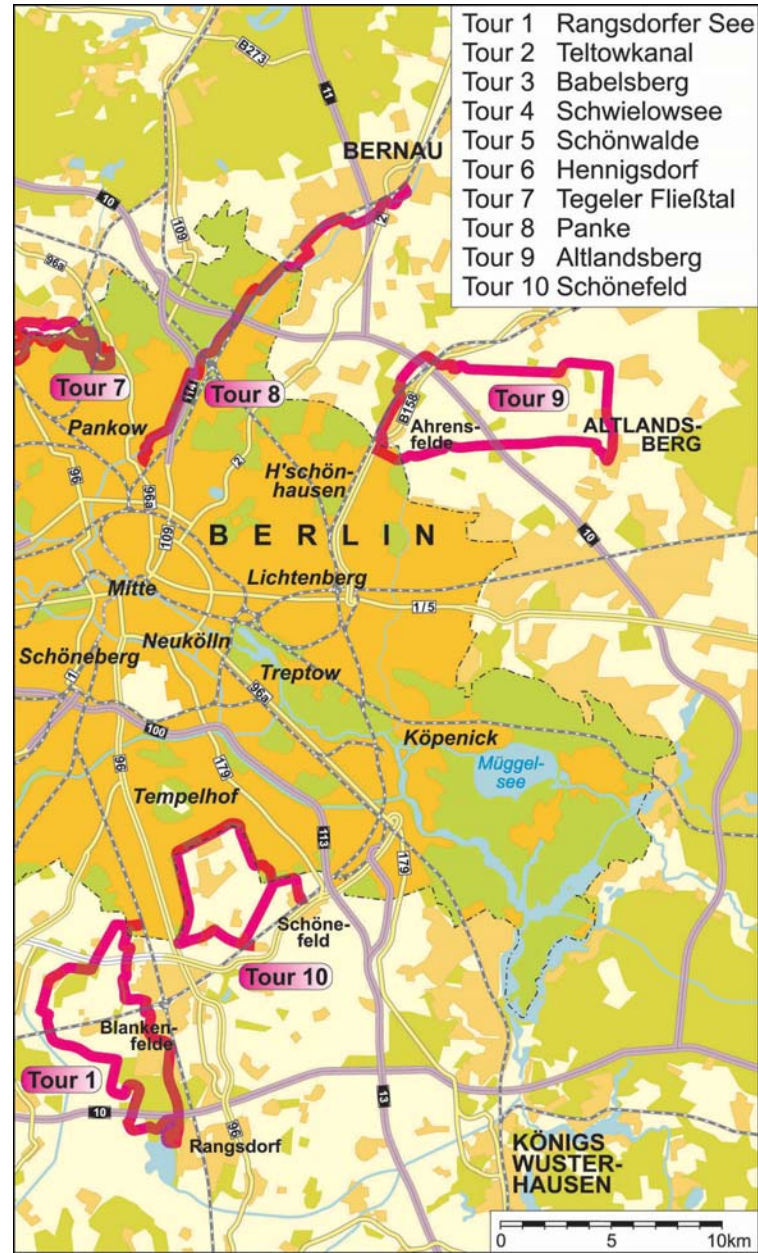 Tour 1 Rangsdorfer See
Tour 2 Teltowkanal
Tour 3 Babelsberg
Tour 4 Schwielowsee
Tour 5 Schönwalde
Tour 6 Hennigsdorf
Tour 7 Tegeler Fließtal
Tour 8 Panke
Tour 9 Altlandsberg
Tour 10 Schönefeld
B273
11
BERNAU
10
109
2
96a
Tour 7
114
Tour 8
Tour 9
B158
Ahrens-
felde
ALTLANDS-
BERG
Pankow
2
96
96a
H'schön-
hausen
109
BERLIN
10
Mitte
Lichtenberg
1/5
Neukölln
Schöneberg
Treptow
1
96a
100
Köpenick
Müggel-
see
96
179
Tempelhof
113
179
Schöne-
feld
Tour 10
Blanken-
felde
Tour 1
10
13
96
Rangsdorf
KÖNIGS
WUSTER-
HAUSEN
0 5 10km